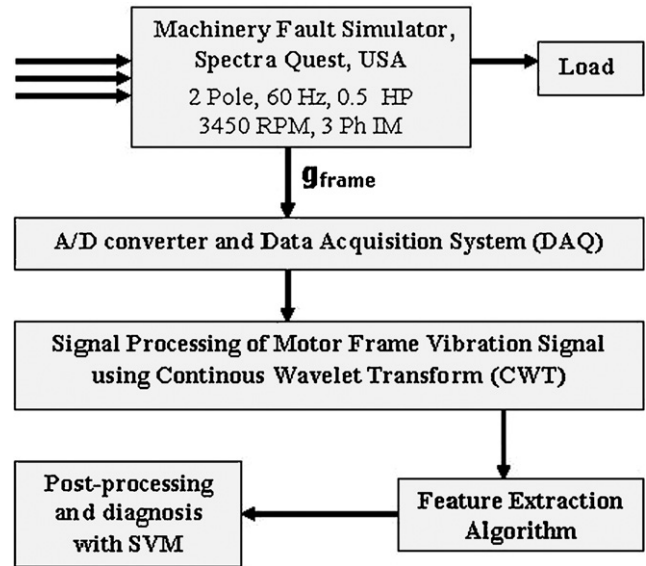 Machinery Fault Simulator,
Spectra Quest, USA
2 Pole, 60 Hz, 0.5 HP
3450 RPM, 3 Ph IM
Load
gframe
A/D converter and Data Acquisition System (DAQ)
Signal Processing of Motor Frame Vibration Signal
using Continous Wavelet Transform (CWT)
Post-processing
and diagnosis
with SVM
Feature Extraction
Algorithm